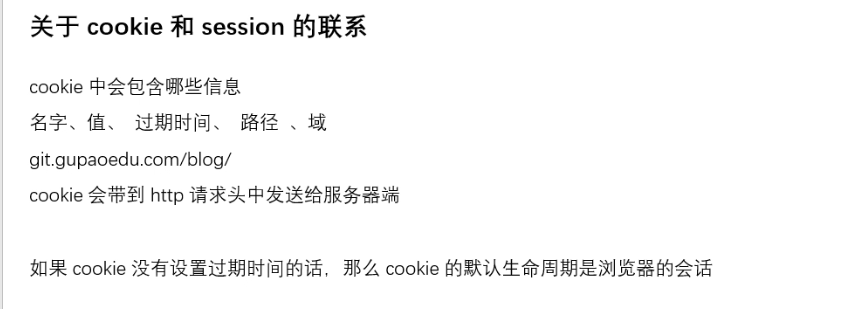 关于 cookie 和 session 的联系
cookie 中会包含哪些信息
名字、值、 过期时间、 路径 、域
git.gupaoedu.com/blog/
cookie 会带到 http 请求头中发送给服务器端
如果 cookie 没有设置过期时间的话，那么 cookie 的默认生命周期是浏览器的会话